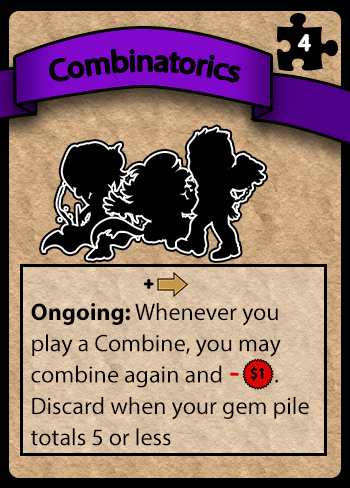 Combinatorics
4
+
Ongoing: Whenever you
play a Combine, you may
combine again and - $1.
Discard when your gem pile
totals 5 or less